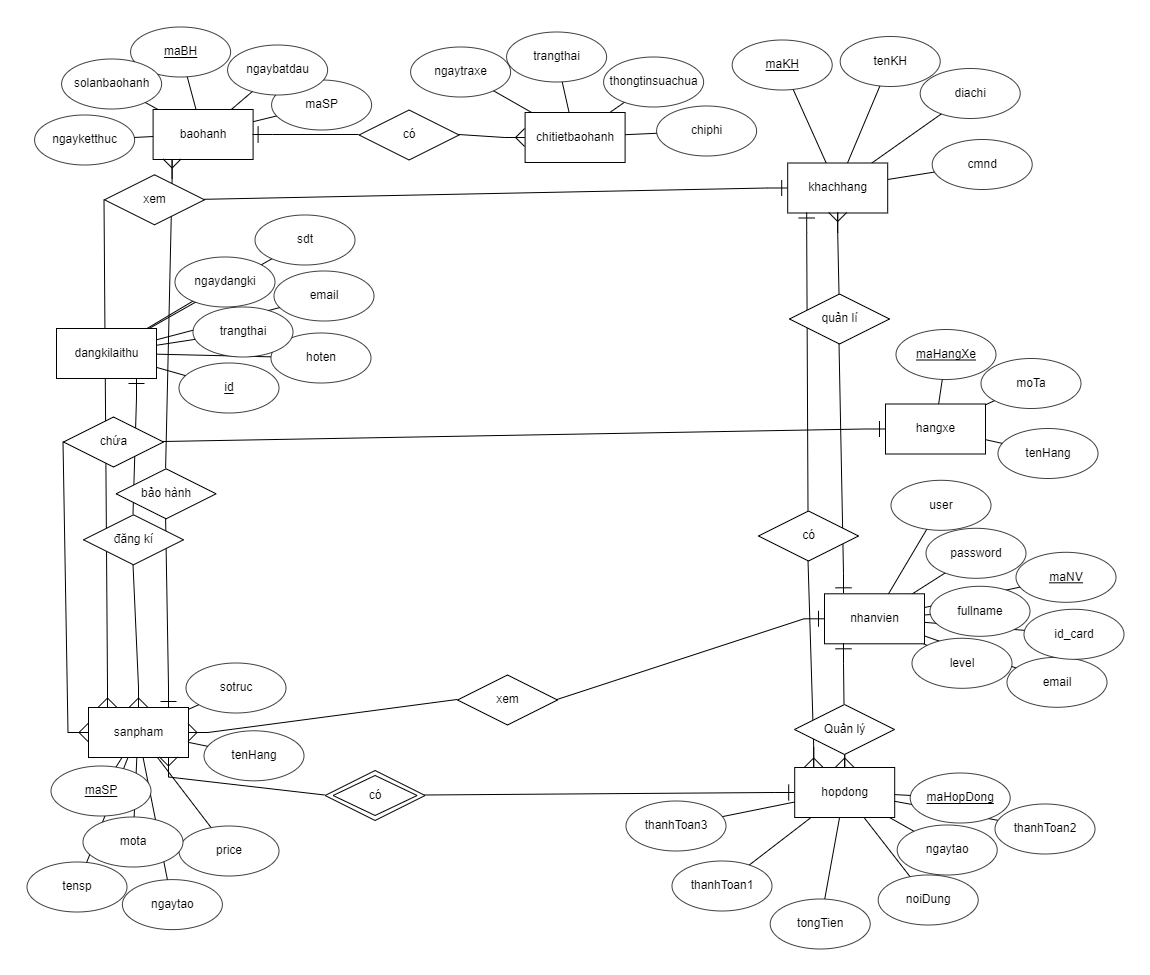 maBH
ngaybatdau
solanbaohanh
maSP
ngayketthuc
baohanh
có
ngaytraxe
trangthai
thongtinsuachua
chitietbaohanh
chiphi
maKH
tenKH
diachi
cmnd
khachhang
xem
sdt
ngaydangki
email
trangthai
hoten
id
dangkilaithu
quản lí
maHangXe
moTa
hangxe
tenHang
chứa
bảo hành
đăng kí
có
user
password
maNV
fullname
id_card
level
email
nhanvien
sotruc
xem
sanpham
tenHang
Quản lý
maSP
mota
price
tensp
ngaytao
có
hopdong
maHopDong
thanhToan3
thanhToan2
ngaytao
thanhToan1
noiDung
tongTien